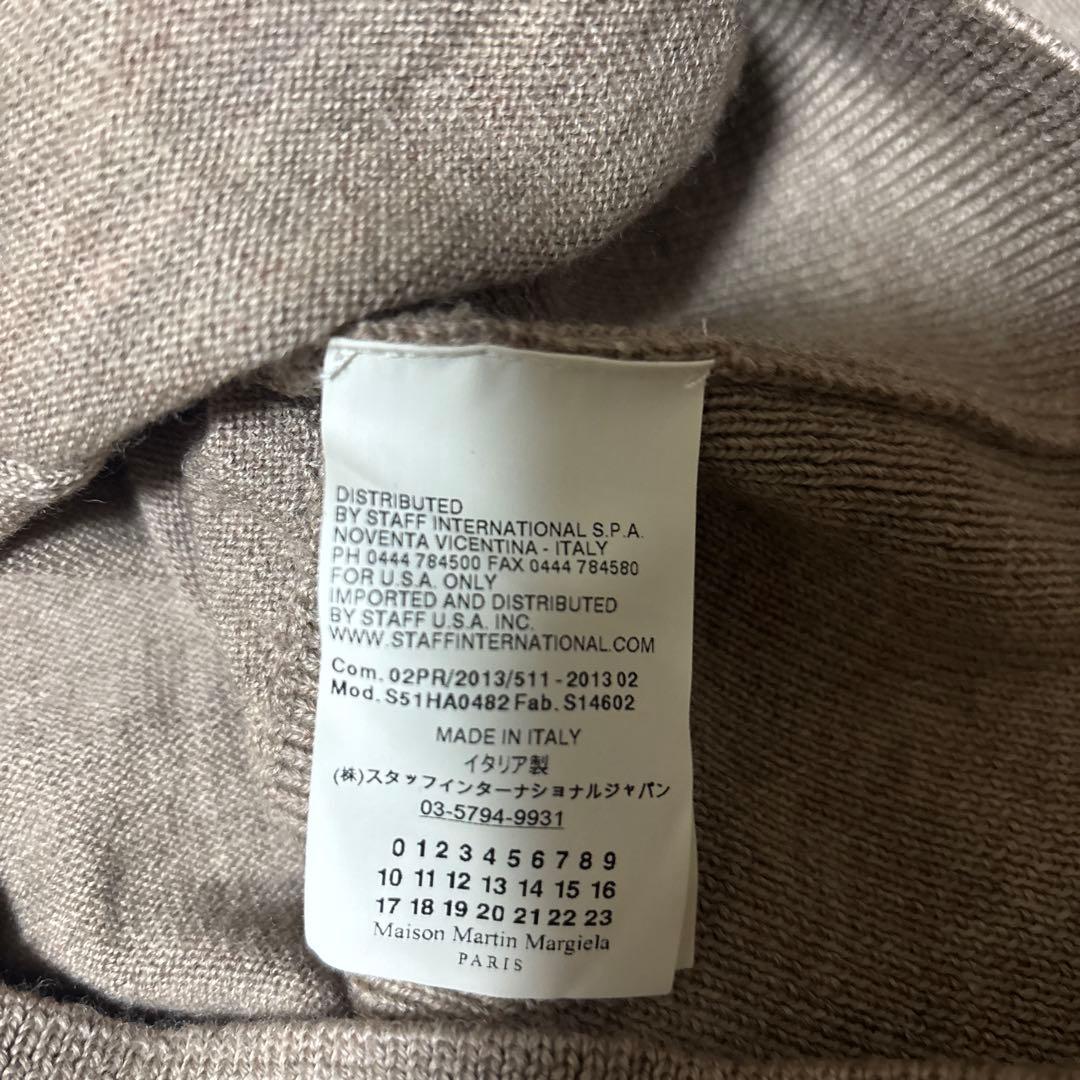 DISTRIBUTED
BY STAFF INTERNATIONAL S.P.A.
NOVENTA VICENTINA - ITALY
PH 0444 784500 FAX 0444 784580
FOR U.S.A. ONLY
IMPORTED AND DISTRIBUTED
BY STAFF U.S.A. INC.
WWW.STAFFINTERNATIONAL.COM
Com. 02PR/2013/511 - 2013 02
Mod. S51HA0482 Fab. S14602
MADE IN ITALY
イタリア製
(株)スタッフインターナショナルジャパン
03-5794-9931
0 1 2 3 4 5 6 7 8 9
10 11 12 13 14 15 16
17 18 19 20 21 22 23
Maison Martin Margiela
PARIS